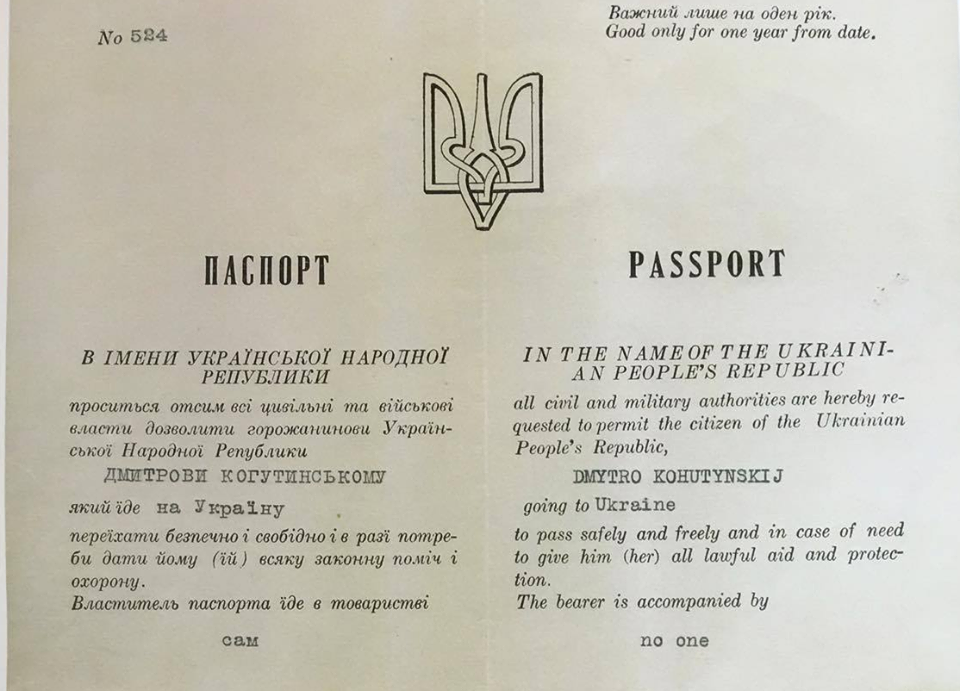 No 524
Важний лише на оден рік.
Good only for one year from date.
ПАСПОРТ
В ІМЕНИ УКРАЇНСЬКОЇ НАРОДНОЇ
РЕПУБЛИКИ
проситься отсим всі цивільні та військові
власти дозволити горожанинови Україн-
ської Народної Републики
ДМИТРОВИ КОГУТИНСЬКОМУ
який їде на Україну
переїхати безпечно і свобідно і в разі потре-
би дати йому (їй) всяку законну поміч і
охорону.
Властитель паспорта їде в товаристві
сам
PASSPORT
IN THE NAME OF THE UKRAINI-
AN PEOPLE'S REPUBLIC
all civil and military authorities are hereby re-
quested to permit the citizen of the Ukrainian
People's Republic,
DMYTRO KOHUTYNSKIJ
going to Ukraine
to pass safely and freely and in case of need
to give him (her) all lawful aid and protec-
tion.
The bearer is accompanied by
no one